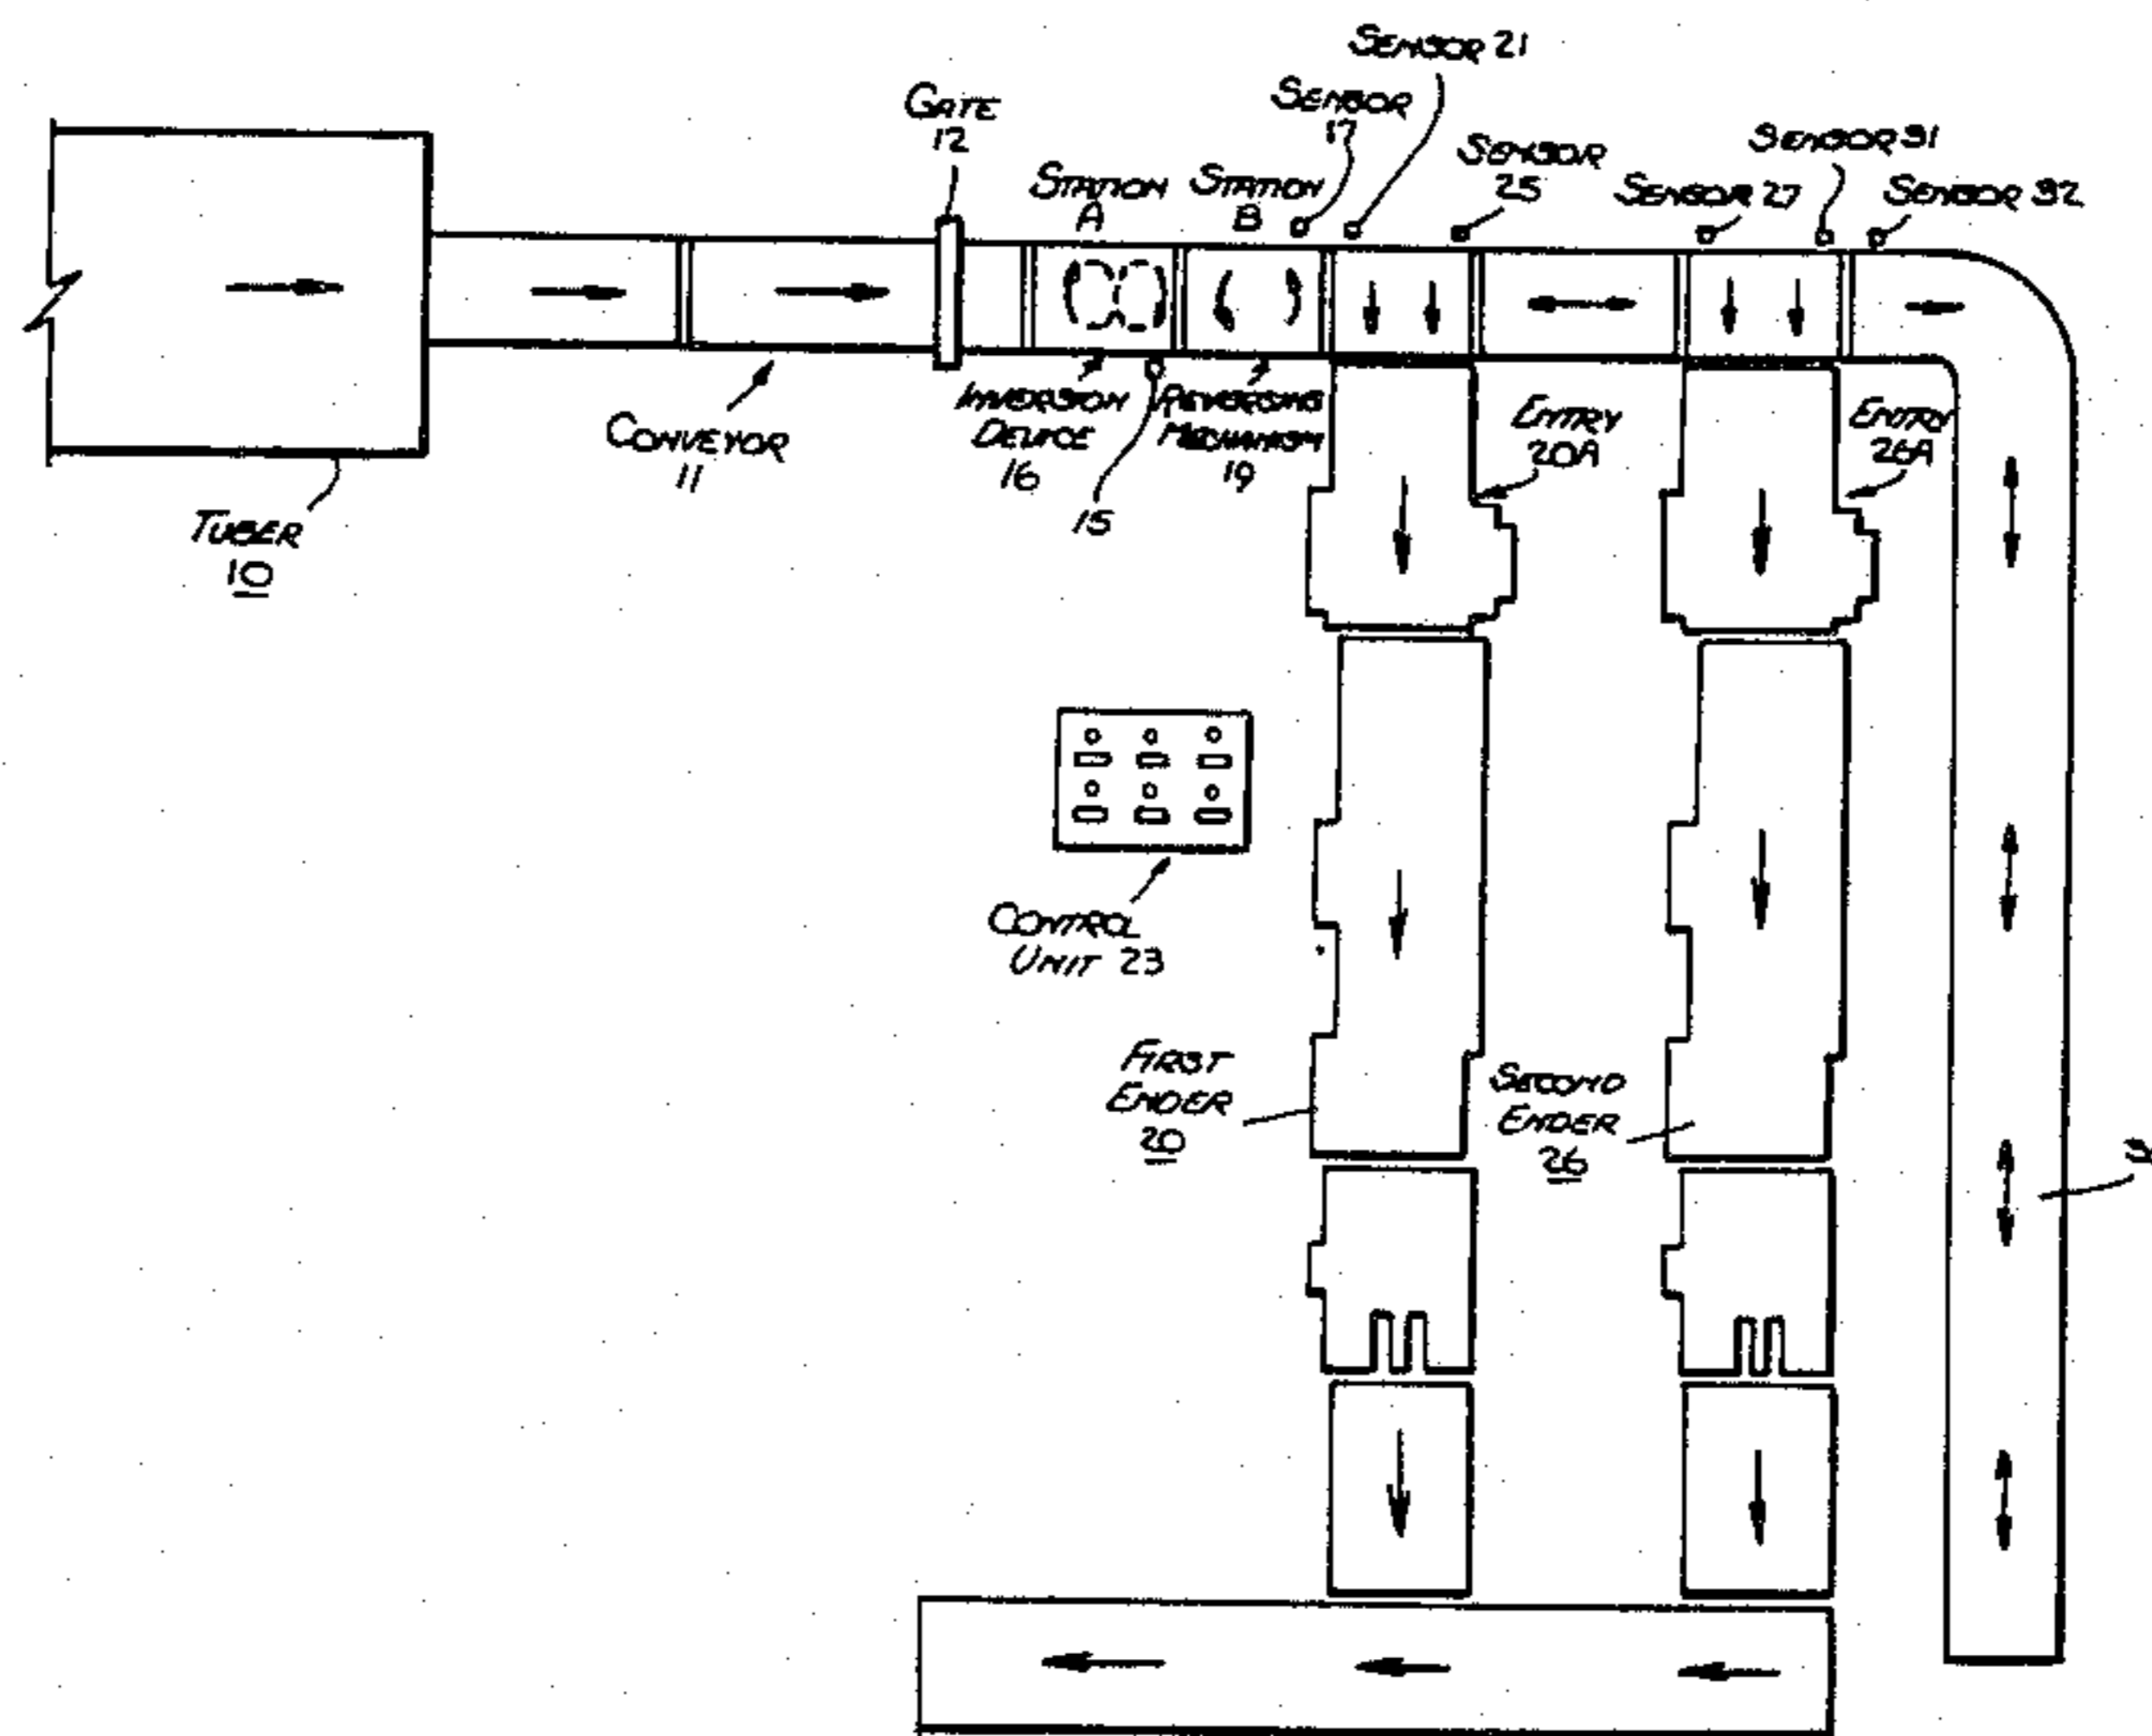 SENSOR 21
GATE
12
SENSOR
17
SENSOR
25
SENSOR 31
SENSOR 27
SENSOR 32
STATION
A
STATION
B
CONVEYOR
11
INVERSION
DEVICE
16
15
REVERSING
MECHANISM
19
ENTRY
20A
ENTRY
26A
TUBER
10
CONTROL
UNIT 23
FIRST
ENDER
20
SECOND
ENDER
26